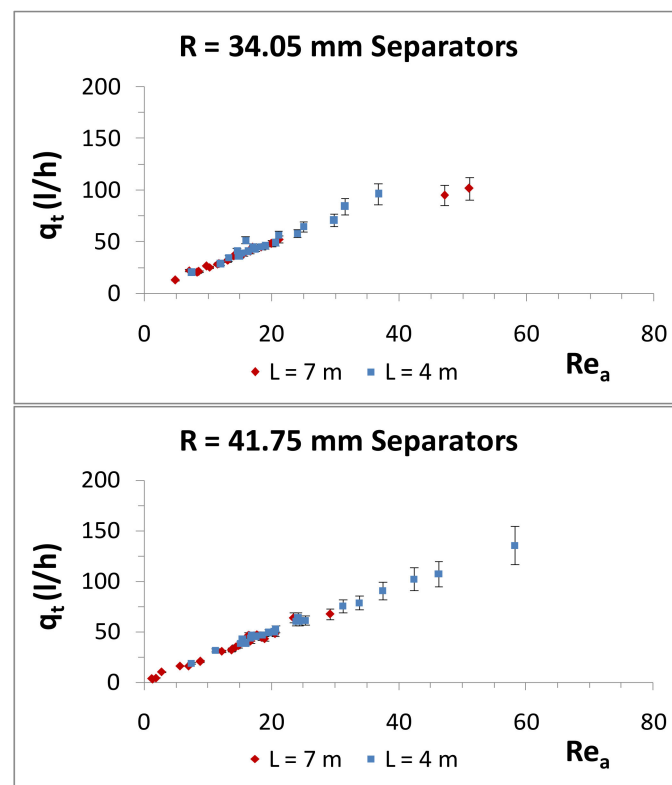 R = 34.05 mm Separators
200
150
100
50
0
qt (l/h)
0 20 40 60 80
Rea
L = 7 m L = 4 m
R = 41.75 mm Separators
200
150
100
50
0
qt (l/h)
0 20 40 60 80
Rea
L = 7 m L = 4 m